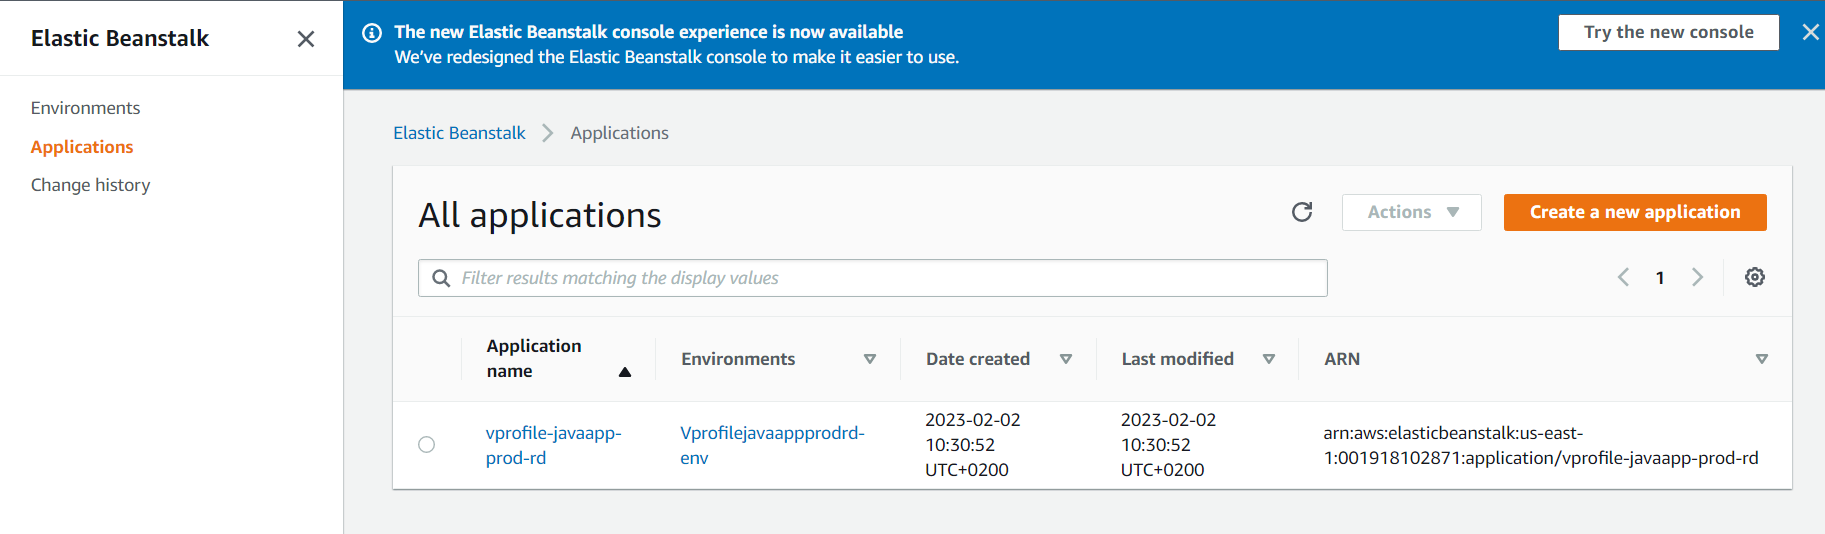 Elastic Beanstalk
Environments
Applications
Change history
The new Elastic Beanstalk console experience is now available
We've redesigned the Elastic Beanstalk console to make it easier to use.
Try the new console
Elastic Beanstalk
Applications
All applications
Actions
Create a new application
Filter results matching the display values
1
Application
name
Environments
Date created
Last modified
ARN
vprofile-javaapp-
prod-rd
Vprofilejavaappprodrd-
env
2023-02-02
10:30:52
UTC+0200
2023-02-02
10:30:52
UTC+0200
arn:aws:elasticbeanstalk:us-east-
1:001918102871:application/vprofile-javaapp-prod-rd